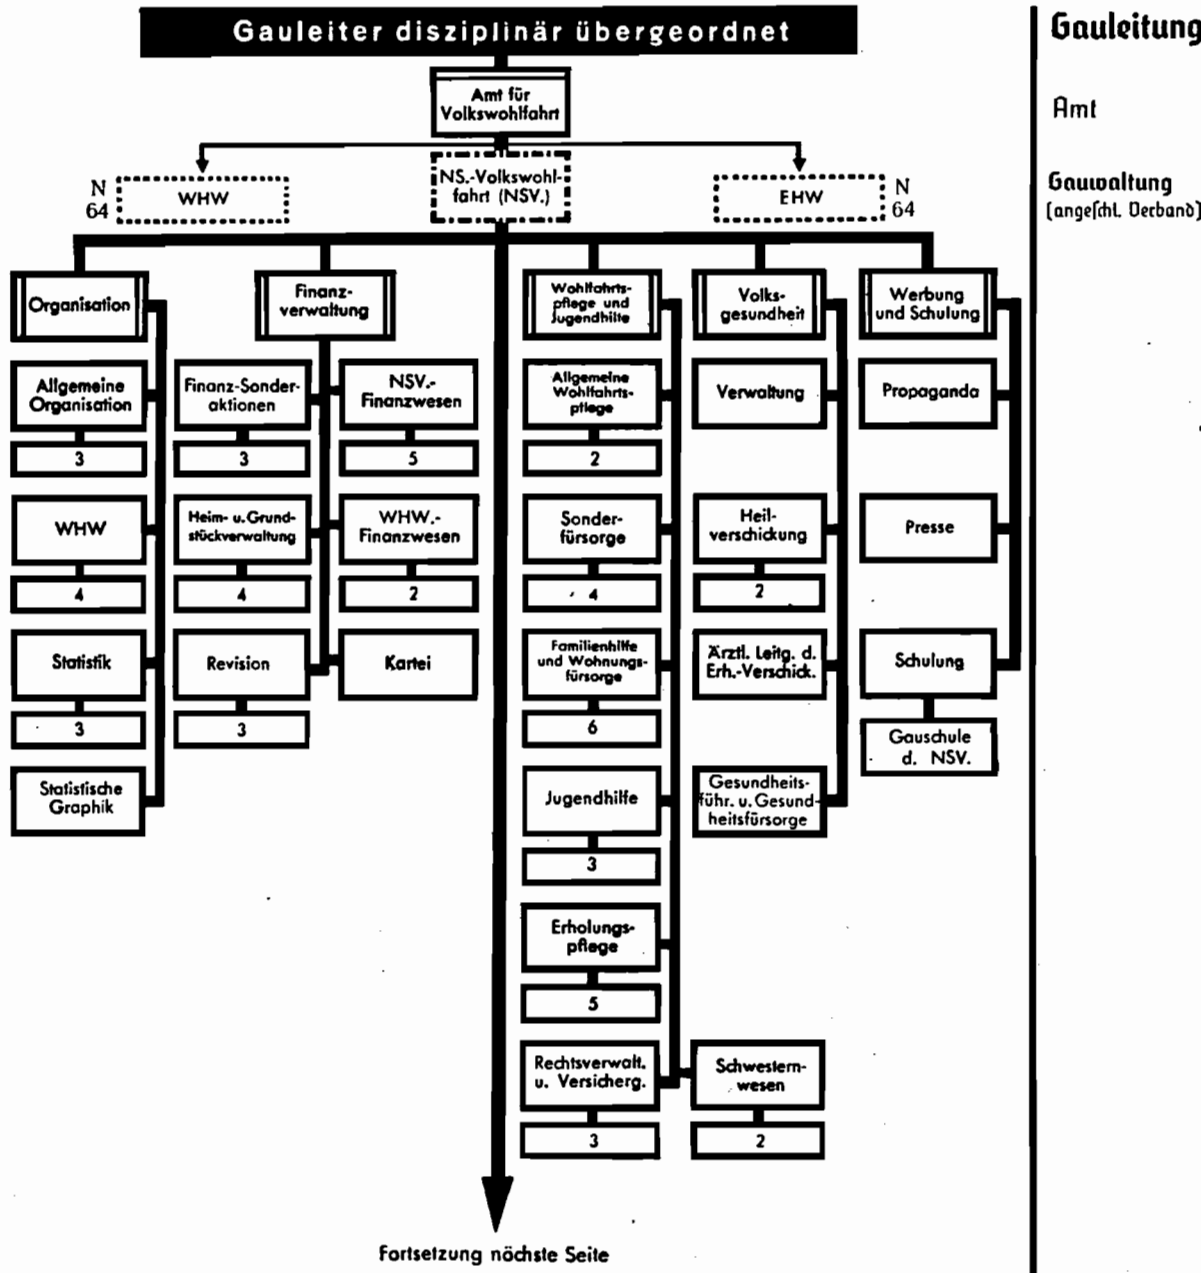 Gauleiter disziplinär übergeordnet
Gauleitung
Amt für
Volkswohlfahrt
Amt
N
64
WHW
NS.-Volkswohl-
fahrt (NSV.)
EHW
N
64
Gauwaltung
(angeschl. Verband)
Organisation
Finanz-
verwaltung
Wohlfahrts-
pflege und
Jugendhilfe
Volks-
gesundheit
Werbung
und Schulung
Allgemeine
Organisation
3
Finanz-Sonder-
aktionen
3
NSV.-
Finanzwesen
5
Allgemeine
Wohlfahrts-
pflege
2
Verwaltung
Propaganda
WHW
4
Heim- u. Grund-
stückverwaltung
4
WHW.-
Finanzwesen
2
Sonder-
fürsorge
4
Heil-
verschickung
2
Presse
Statistik
3
Revision
3
Kartei
Familienhilfe
und Wohnungs-
fürsorge
6
Ärztl. Leitg. d.
Erh.-Verschick.
Schulung
Gauschule
d. NSV.
Statistische
Graphik
Jugendhilfe
3
Gesundheits-
führ. u. Gesund-
heitsfürsorge
Erholungs-
pflege
5
Rechtsverwalt.
u. Versicherg.
3
Schwestern-
wesen
2
Fortsetzung nächste Seite